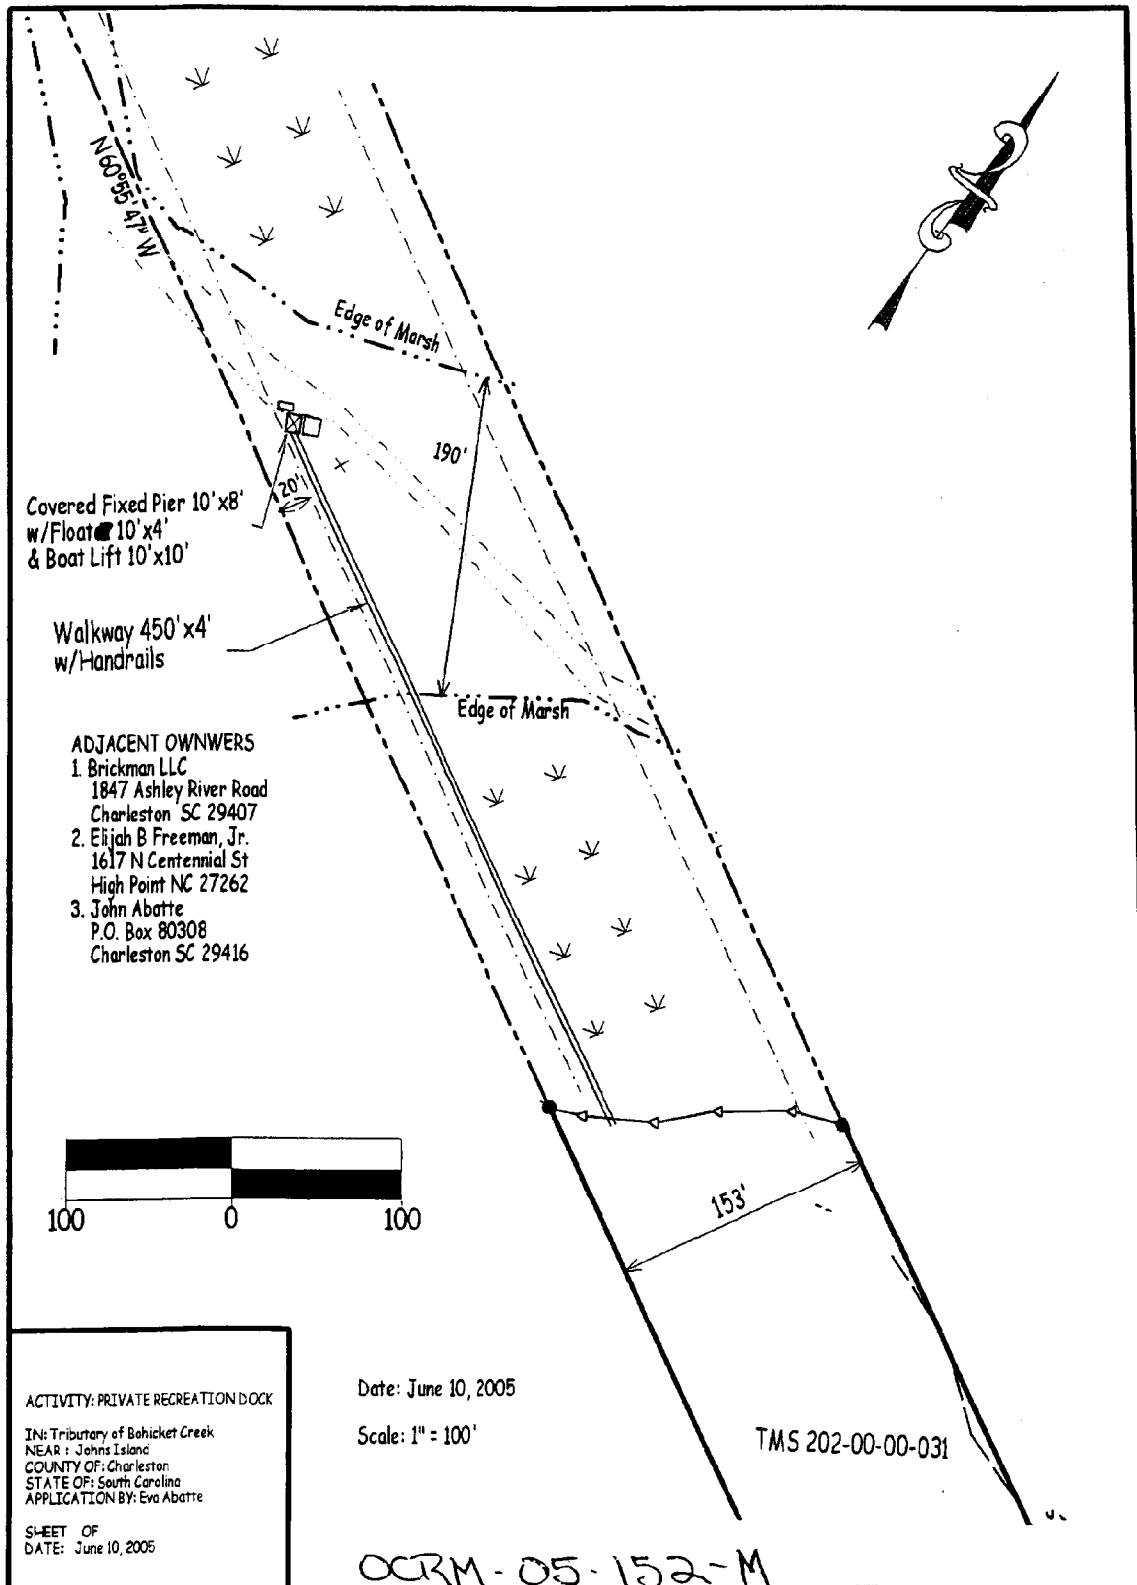 N 60°55'47" W
Edge of Marsh
190'
20'
Covered Fixed Pier 10'x8'
w/Float 10'x4'
& Boat Lift 10'x10'
Walkway 450'x4'
w/Handrails
Edge of Marsh
ADJACENT OWNWERS
1. Brickman LLC
1847 Ashley River Road
Charleston SC 29407
2. Elijah B Freeman, Jr.
1617 N Centennial St
High Point NC 27262
3. John Abatte
P.O. Box 80308
Charleston SC 29416
100 0 100
153'
ACTIVITY: PRIVATE RECREATION DOCK
IN: Tributary of Bohicket Creek
NEAR: Johns Island
COUNTY OF: Charleston
STATE OF: South Carolina
APPLICATION BY: Eva Abatte
SHEET OF
DATE: June 10, 2005
Date: June 10, 2005
Scale: 1" = 100'
TMS 202-00-00-031
OCRM-05-152-M